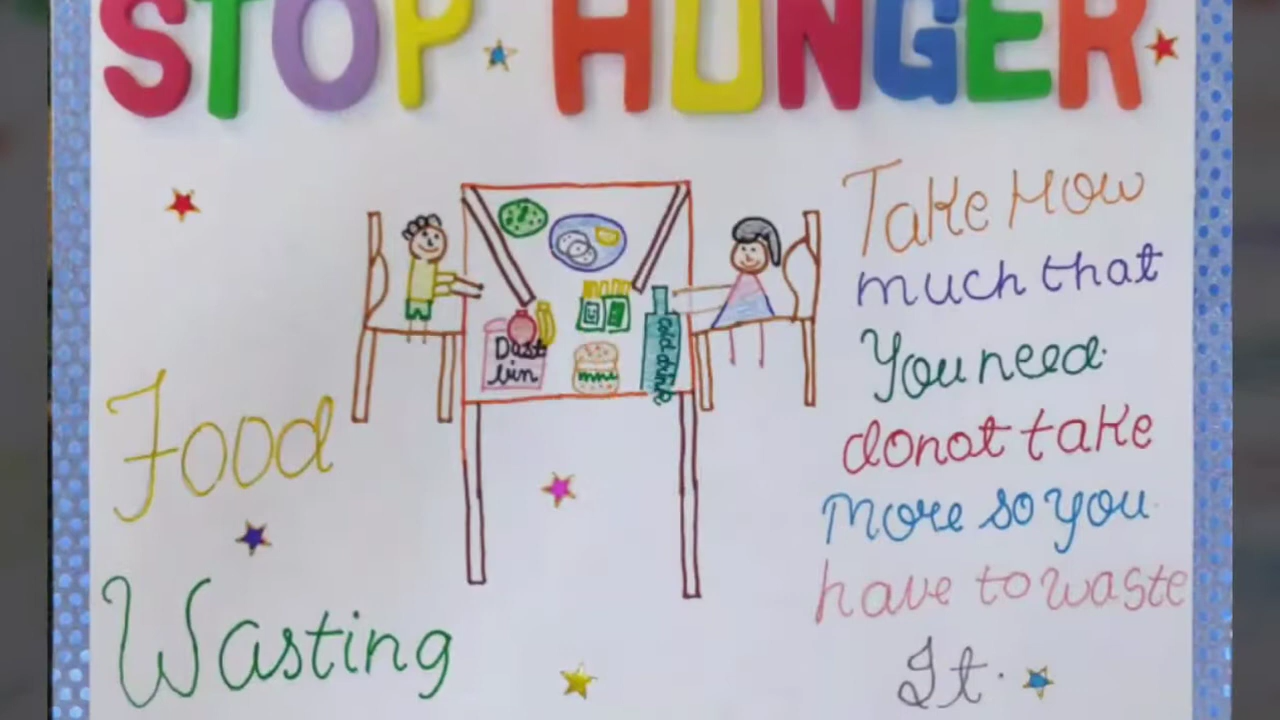 STOP HUNGER
Take How
much that
You need
donot take
more so you
have to waste
It.
Food
Wasting
Dust
bin
Cold drink